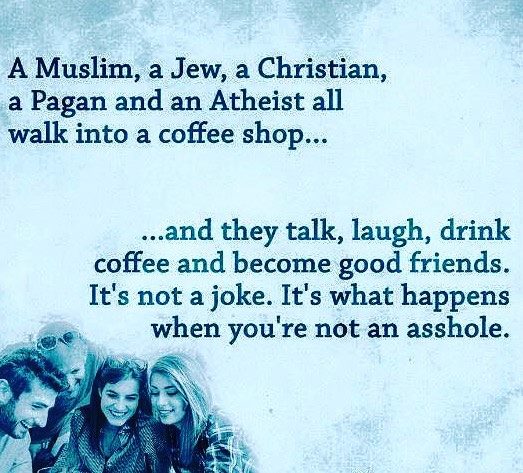 A Muslim, a Jew, a Christian,
a Pagan and an Atheist all
walk into a coffee shop...
...and they talk, laugh, drink
coffee and become good friends.
It's not a joke. It's what happens
when you're not an asshole.